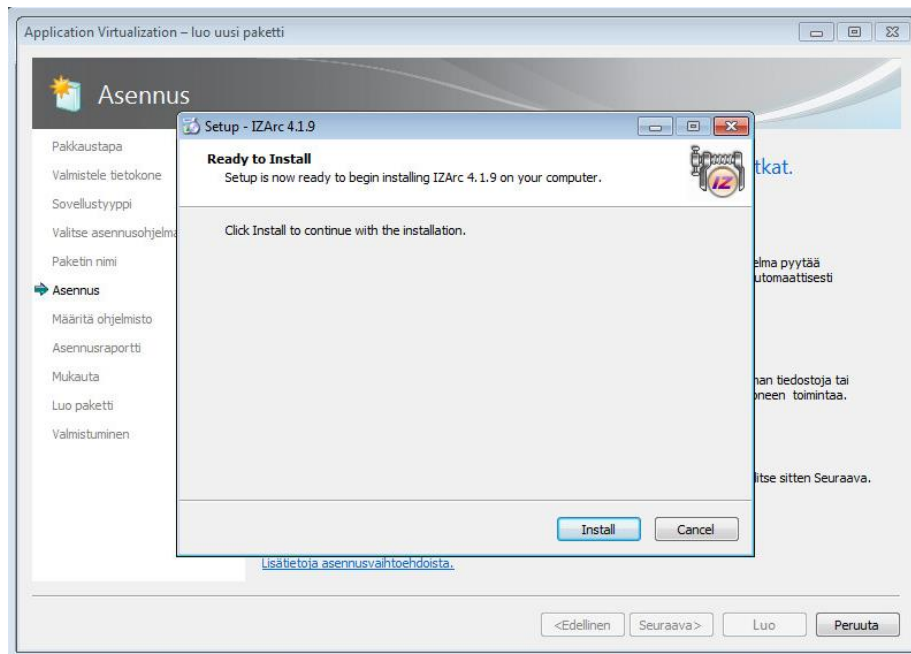 Application Virtualization – luo uusi paketti
Asennus
Setup - IZArc 4.1.9
Ready to Install
Setup is now ready to begin installing IZArc 4.1.9 on your computer.
IZ
Click Install to continue with the installation.
Install
Cancel
Pakkaustapa
Valmistele tietokone
Sovellustyyppi
Valitse asennusohjelma
Paketin nimi
Asennus
Määritä ohjelmisto
Asennusraportti
Mukauta
Luo paketti
Valmistuminen
tkat.
elma pyytää
utomaattisesti
nan tiedostoja tai
oneen toimintaa.
litse sitten Seuraava.
Lisätietoja asennusvaihtoehdoista.
<Edellinen
Seuraava>
Luo
Peruuta